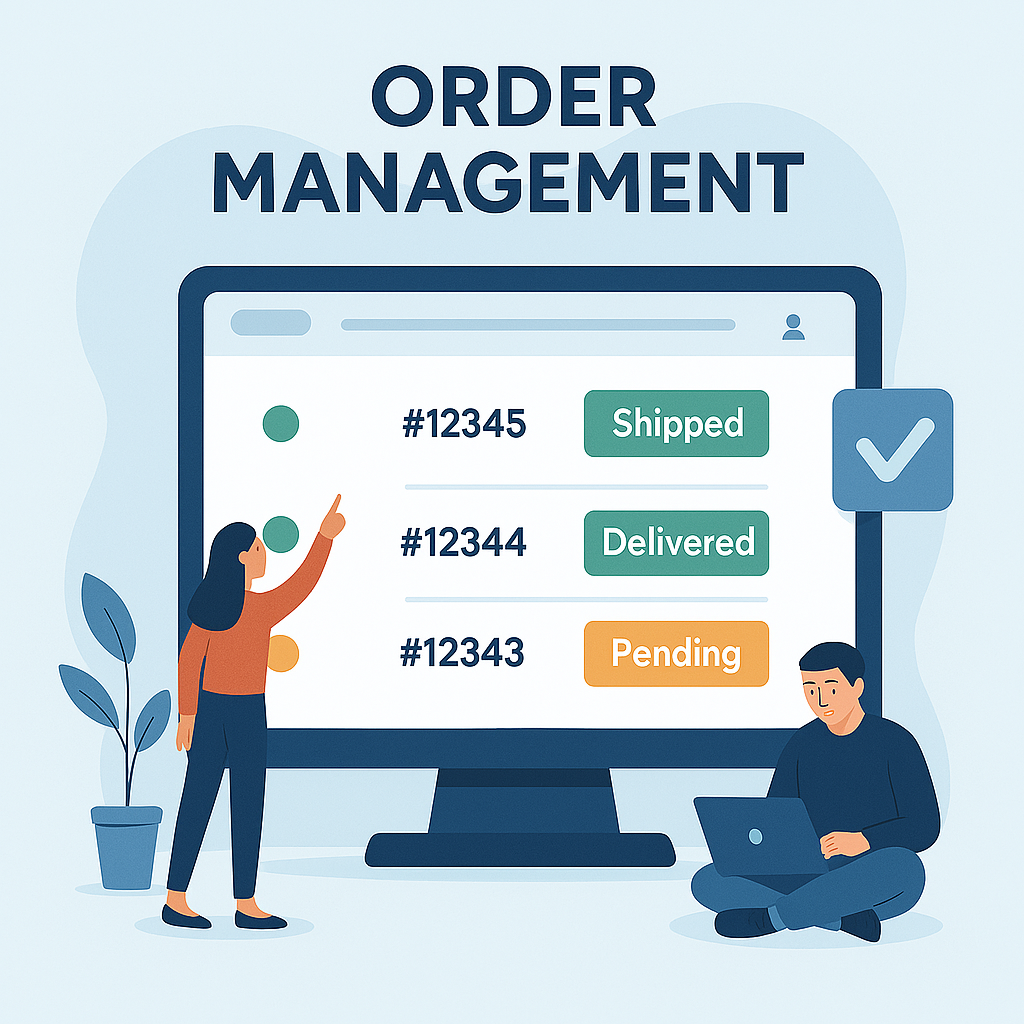 ORDER
MANAGEMENT
#12345 Shipped
#12344 Delivered
#12343 Pending